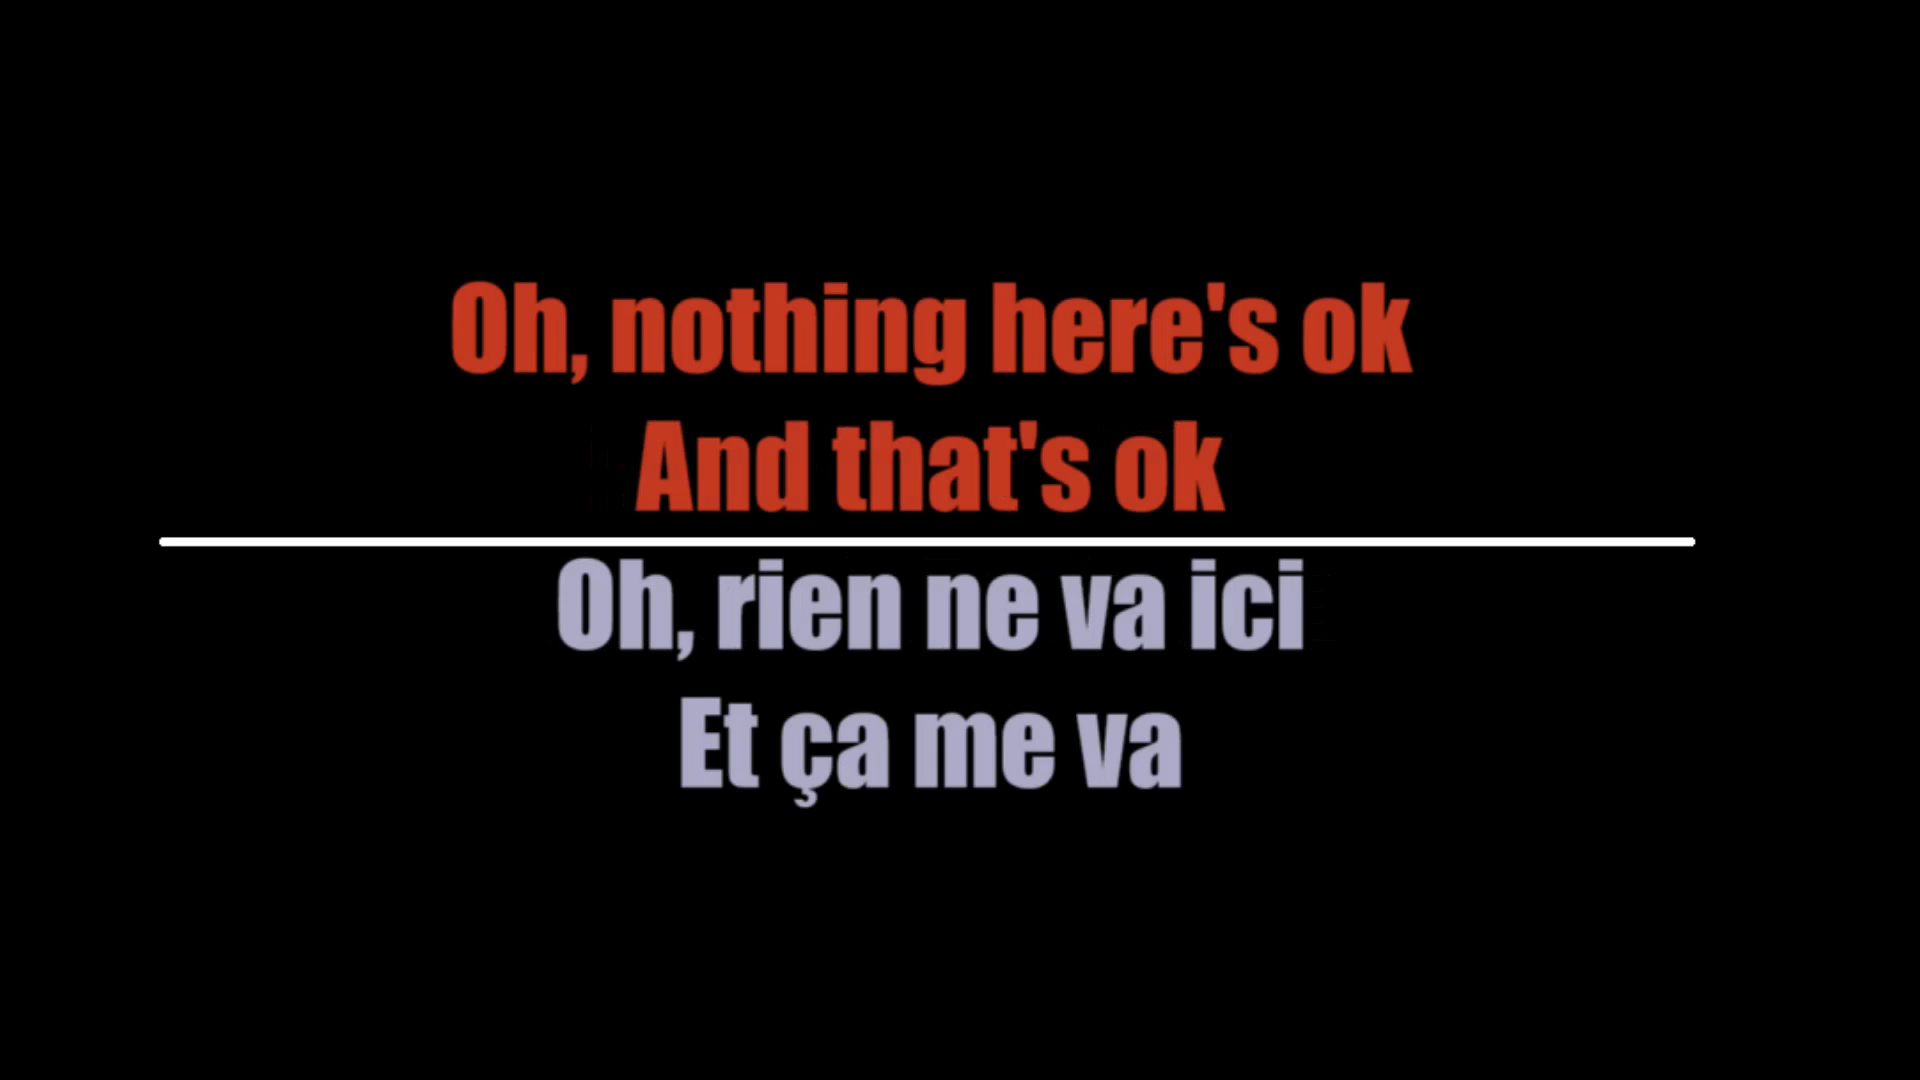 Oh, nothing here's ok
And that's ok
Oh, rien ne va ici
Et ça me va